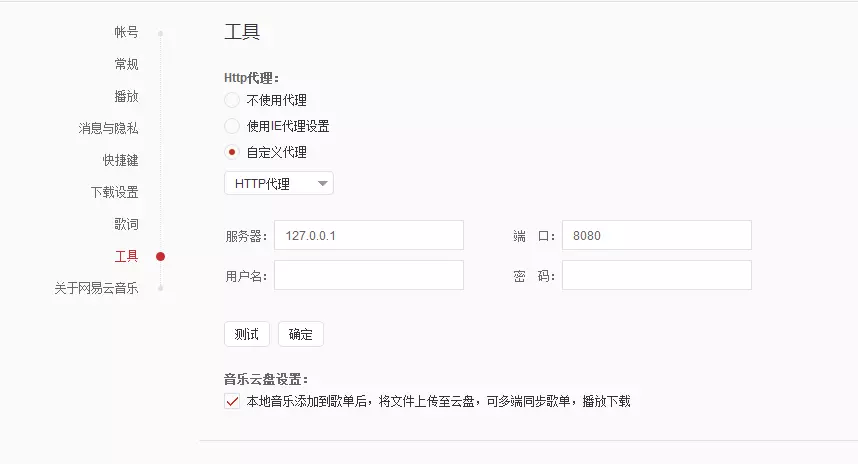 帐号
常规
播放
消息与隐私
快捷键
下载设置
歌词
工具
关于网易云音乐
工具
Http代理：
不使用代理
使用IE代理设置
自定义代理
HTTP代理
服务器： 127.0.0.1 端 口： 8080
用户名： 密 码：
测试 确定
音乐云盘设置：
本地音乐添加到歌单后，将文件上传至云盘，可多端同步歌单，播放下载